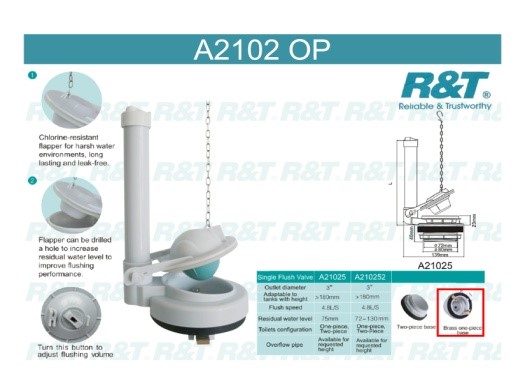 A2102 OP
R&T®
Reliable & Trustworthy
1
Chlorine-resistant
flapper for harsh water
environments, long
lasting and leak-free.
2
Flapper can be drilled
a hole to increase
residual water level to
improve flushing
performance.
Turn this button to
adjust flushing volume
L
A21025
Single Flush Valve A21025 A210252
Outlet diameter 3" 3"
Adaptable to
tanks with height >180mm >180mm
Flush speed 4.8L/S 4.8L/S
Residual water level 75mm 72~130mm
Toilets configuration One-piece, Two-Piece One-piece, Two-Piece
Overflow pipe Available for requested height Available for requested height
Two-piece base
Brass one-piece
base